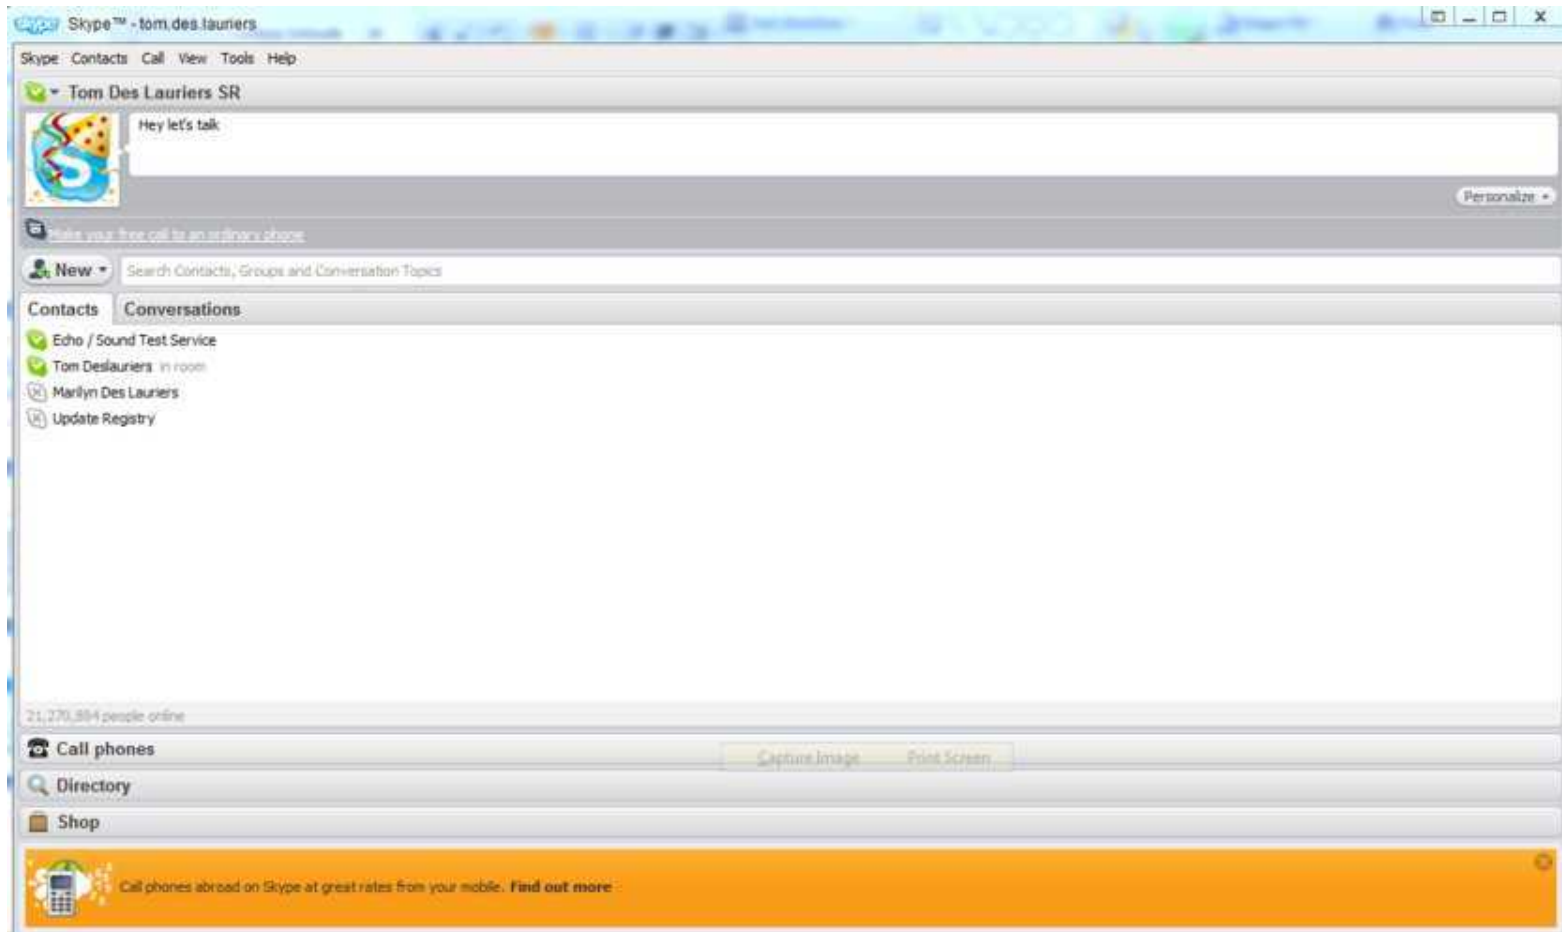 Skype™ - tom.des.lauriers
Skype Contacts Call View Tools Help
Tom Des Lauriers SR
Hey let's talk
Personalize
Make your free call to an ordinary phone
New Search Contacts, Groups and Conversation Topics
Contacts Conversations
Echo / Sound Test Service
Tom Deslauriers in room
Marilyn Des Lauriers
Update Registry
people online
Call phones
Capture Image Print Screen
Directory
Shop
Call phones abroad on Skype at great rates from your mobile. Find out more